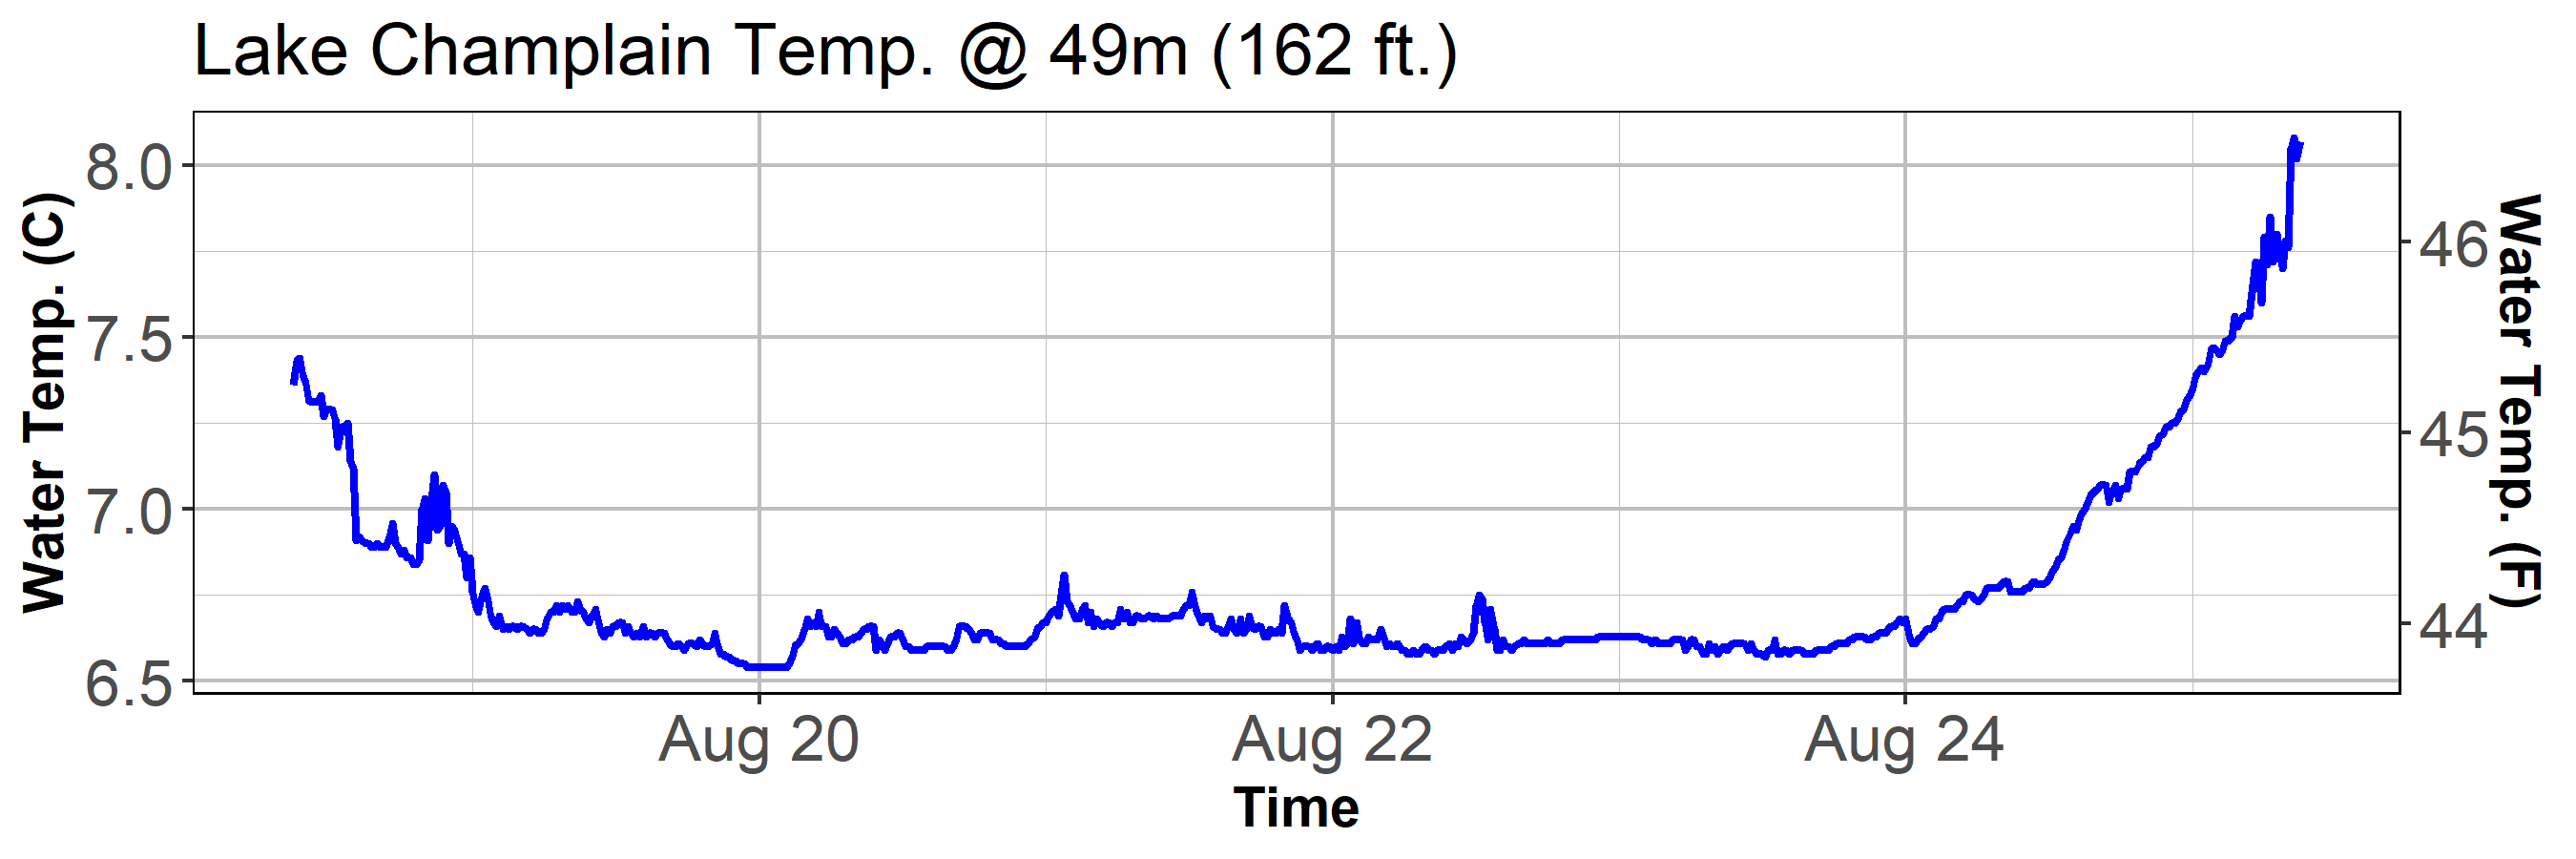 Lake Champlain Temp. @ 49m (162 ft.)
Water Temp. (C)
8.0
7.5
7.0
6.5
46
45
44
Water Temp. (F)
Aug 20
Aug 22
Aug 24
Time